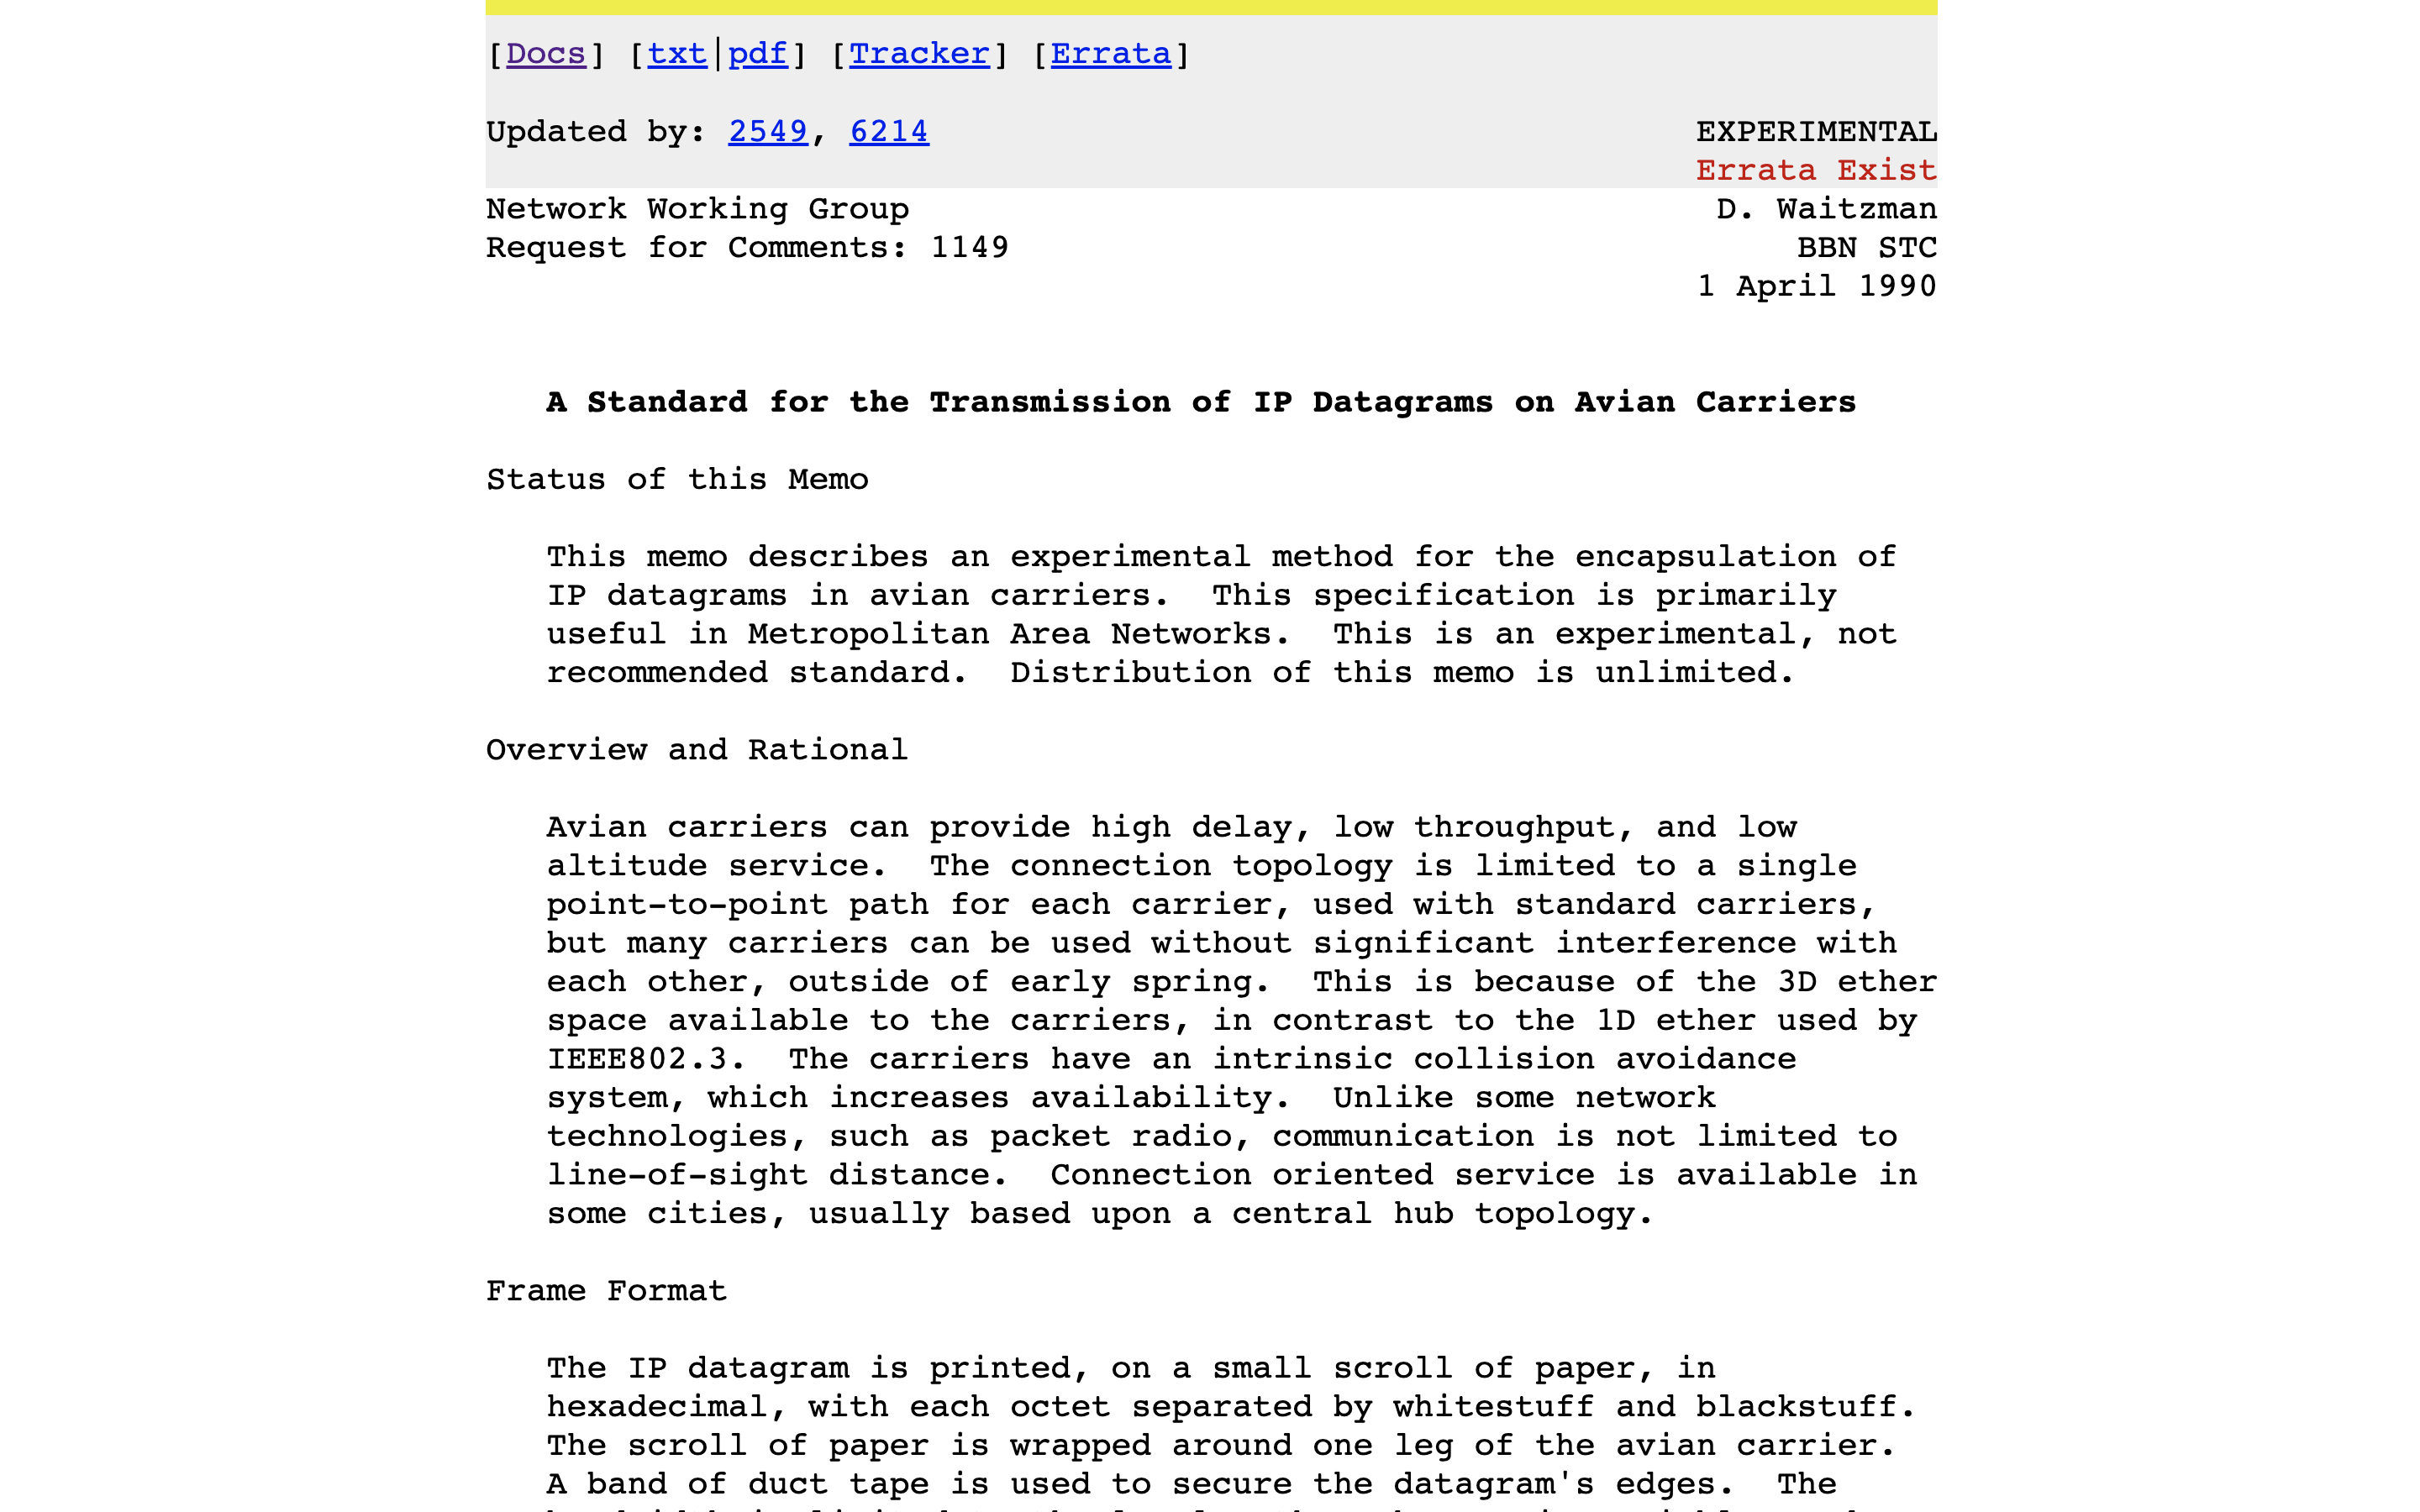 [Docs] [txt|pdf] [Tracker] [Errata]
Updated by: 2549, 6214 EXPERIMENTAL
Errata Exist
Network Working Group D. Waitzman
Request for Comments: 1149 BBN STC
1 April 1990
A Standard for the Transmission of IP Datagrams on Avian Carriers
Status of this Memo
This memo describes an experimental method for the encapsulation of
IP datagrams in avian carriers.  This specification is primarily
useful in Metropolitan Area Networks.  This is an experimental, not
recommended standard.  Distribution of this memo is unlimited.
Overview and Rational
Avian carriers can provide high delay, low throughput, and low
altitude service.  The connection topology is limited to a single
point-to-point path for each carrier, used with standard carriers,
but many carriers can be used without significant interference with
each other, outside of early spring.  This is because of the 3D ether
space available to the carriers, in contrast to the 1D ether used by
IEEE802.3.  The carriers have an intrinsic collision avoidance
system, which increases availability.  Unlike some network
technologies, such as packet radio, communication is not limited to
line-of-sight distance.  Connection oriented service is available in
some cities, usually based upon a central hub topology.
Frame Format
The IP datagram is printed, on a small scroll of paper, in
hexadecimal, with each octet separated by whitestuff and blackstuff.
The scroll of paper is wrapped around one leg of the avian carrier.
A band of duct tape is used to secure the datagram's edges.  The